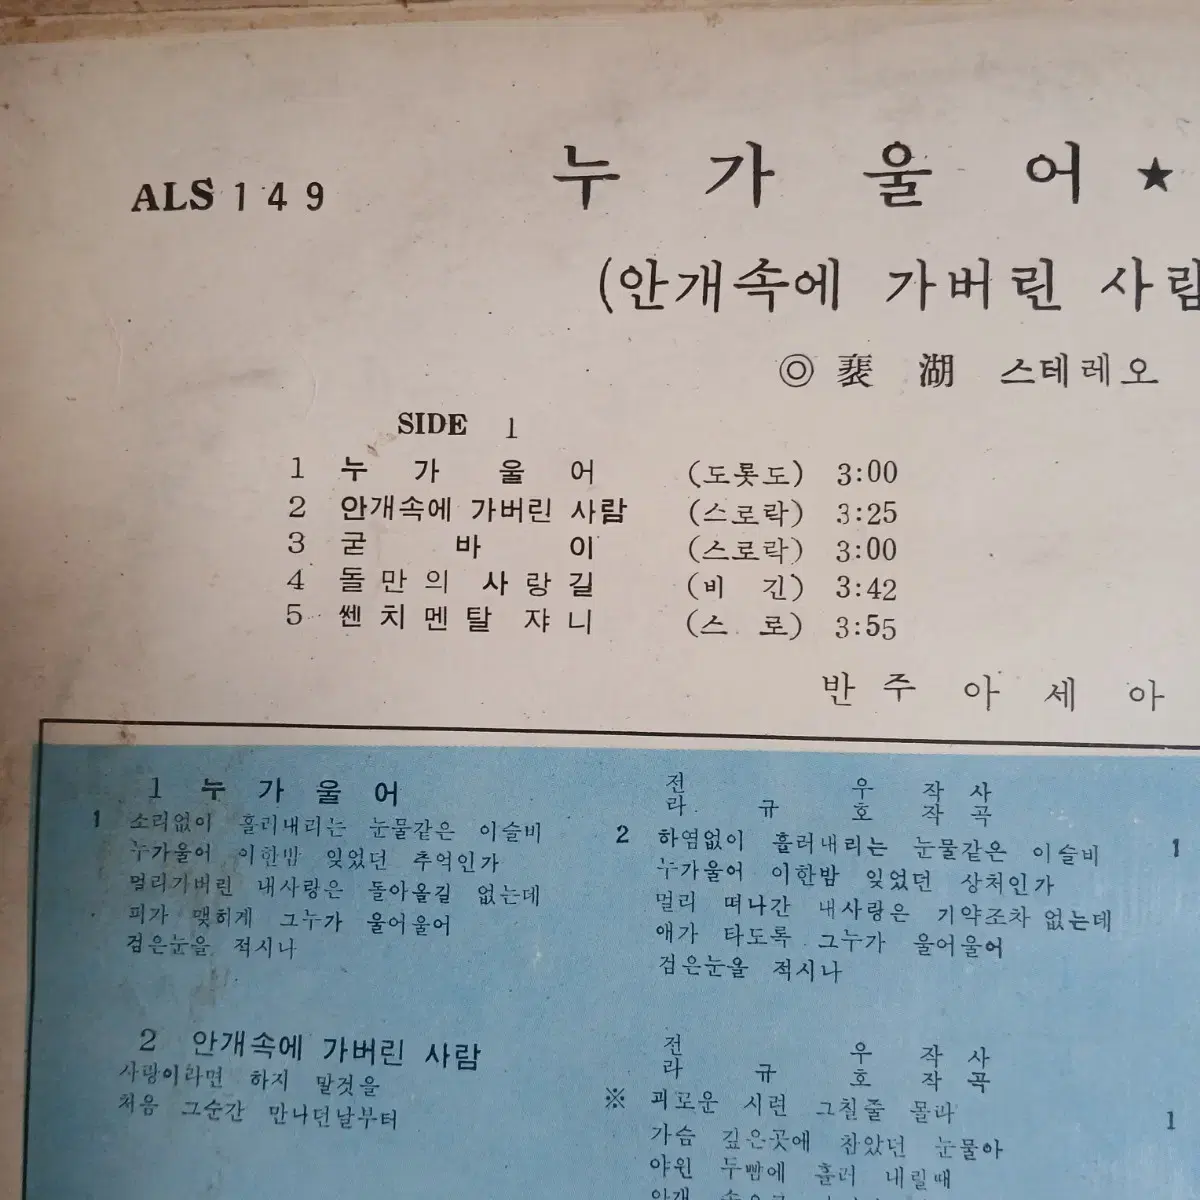 ALS 149
누가울어★
(안개속에 가버린 사람
◎ 裵湖 스테레오
SIDE 1
1 누가울어 (도롯도) 3:00
2 안개속에 가버린 사람 (스로락) 3:25
3 굳바이 (스로락) 3:00
4 돌만의 사랑길 (비긴) 3:42
5 쎈치멘탈 쟈니 (스로) 3:55
반주 아세아
1 누가울어
전우 작사
라규호 작곡
1 소리없이 흘러내리는 눈물같은 이슬비
누가울어 이한밤 잊었던 추억인가
멀리가버린 내사랑은 돌아올길 없는데
피가 맺히게 그누가 울어울어
검은눈을 적시나
2 하염없이 흘러내리는 눈물같은 이슬비
누가울어 이한밤 잊었던 상처인가
멀리 떠나간 내사랑은 기약조차 없는데
애가 타도록 그누가 울어울어
검은눈을 적시나
1
2 안개속에 가버린 사람
전우 작사
라규호 작곡
사랑이라면 하지 말것을
처음 그순간 만나던날부터
※ 괴로운 시련 그칠줄 몰라
가슴 깊은곳에 참았던 눈물아
야윈 두뺨에 흘러 내릴때
1